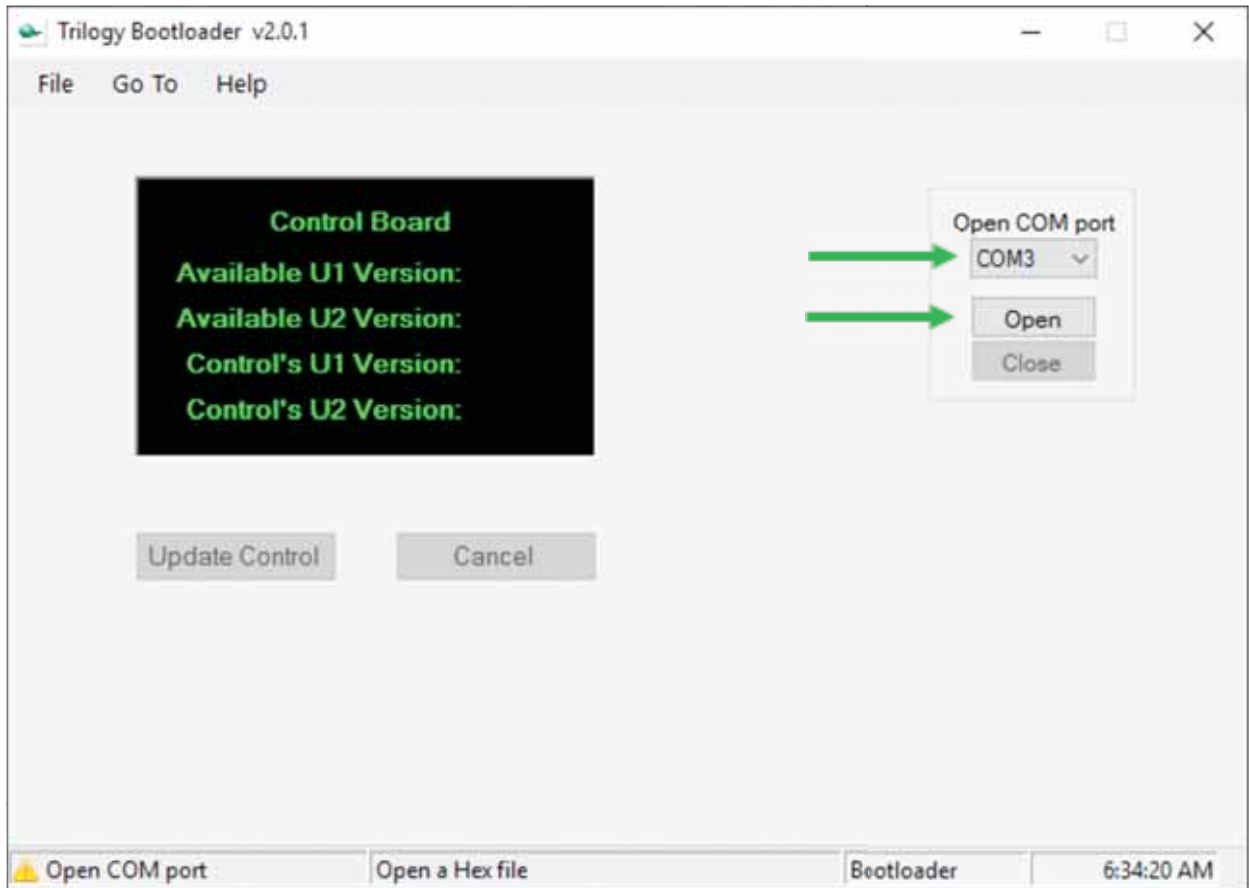 Trilogy Bootloader v2.0.1
File Go To Help
Control Board
Available U1 Version:
Available U2 Version:
Control's U1 Version:
Control's U2 Version:
Open COM port
COM3
Open
Close
Update Control Cancel
Open COM port Open a Hex file Bootloader 6:34:20 AM